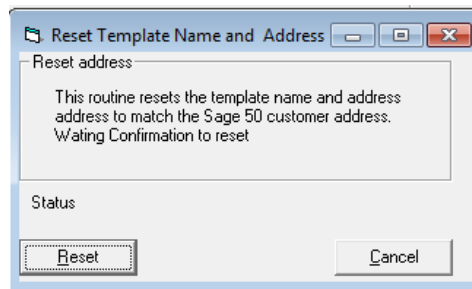 Reset Template Name and Address
Reset address
This routine resets the template name and address
address to match the Sage 50 customer address.
Wating Confirmation to reset
Status
Reset
Cancel